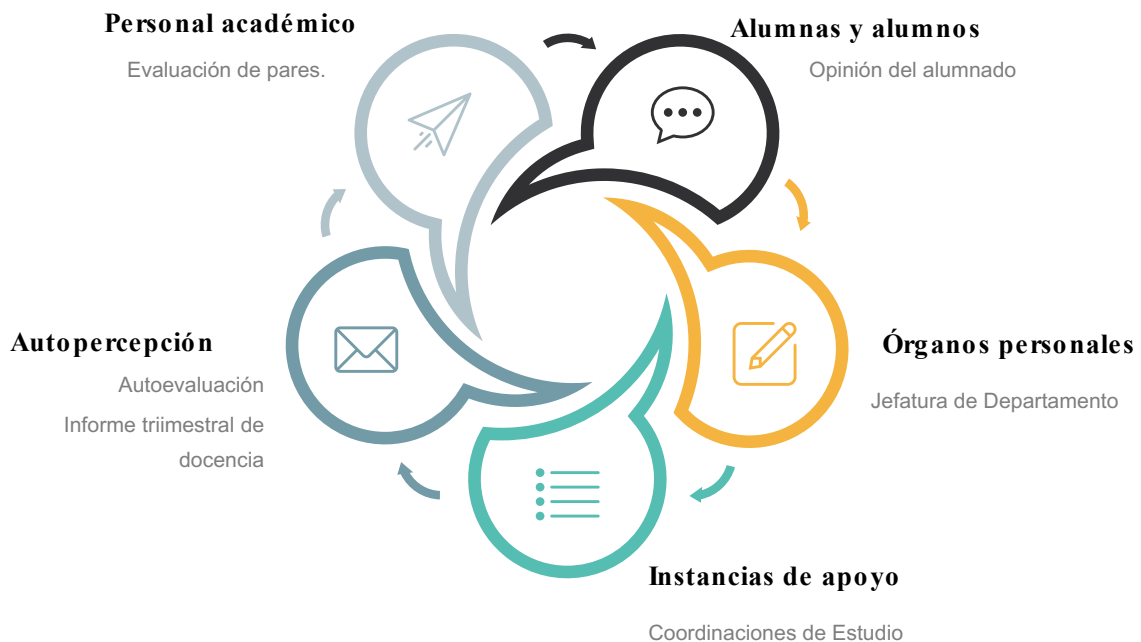 Personal académico
Evaluación de pares.
Alumnas y alumnos
Opinión del alumnado
Órganos personales
Jefatura de Departamento
Instancias de apoyo
Coordinaciones de Estudio
Autopercepción
Autoevaluación
Informe triimestral de
docencia